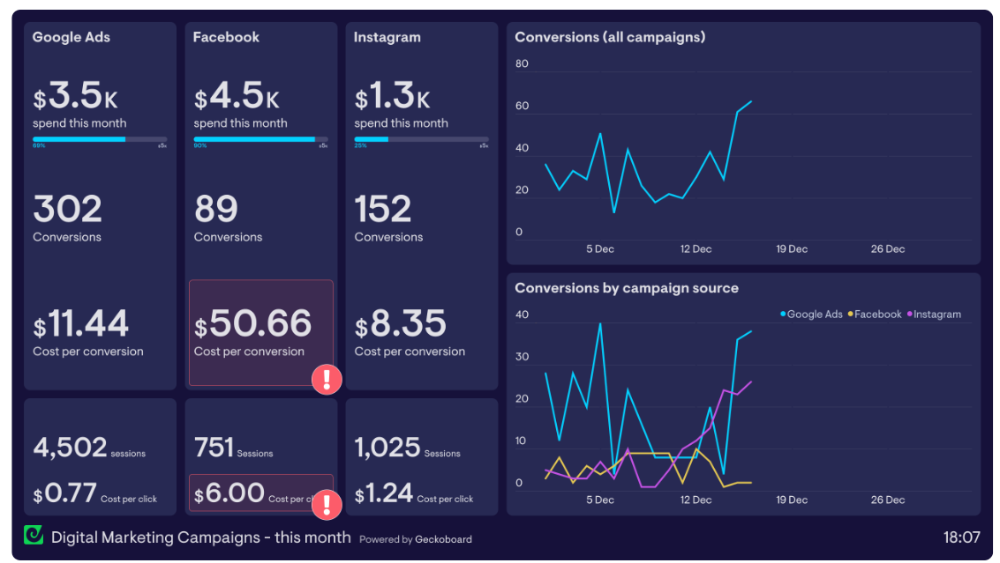 Google Ads
$3.5K
spend this month
69% $5K
302
Conversions
$11.44
Cost per conversion
4,502 sessions
$0.77 Cost per click
Facebook
$4.5K
spend this month
90% $5K
89
Conversions
$50.66
Cost per conversion
!
751 Sessions
$6.00 Cost per cl
!
Instagram
$1.3K
spend this month
25% $5K
152
Conversions
$8.35
Cost per conversion
1,025 Sessions
$1.24 Cost per click
Conversions (all campaigns)
80
60
40
20
0
5 Dec 12 Dec 19 Dec 26 Dec
Conversions by campaign source
Google Ads Facebook Instagram
40
30
20
10
0
5 Dec 12 Dec 19 Dec 26 Dec
Digital Marketing Campaigns - this month Powered by Geckoboard
18:07